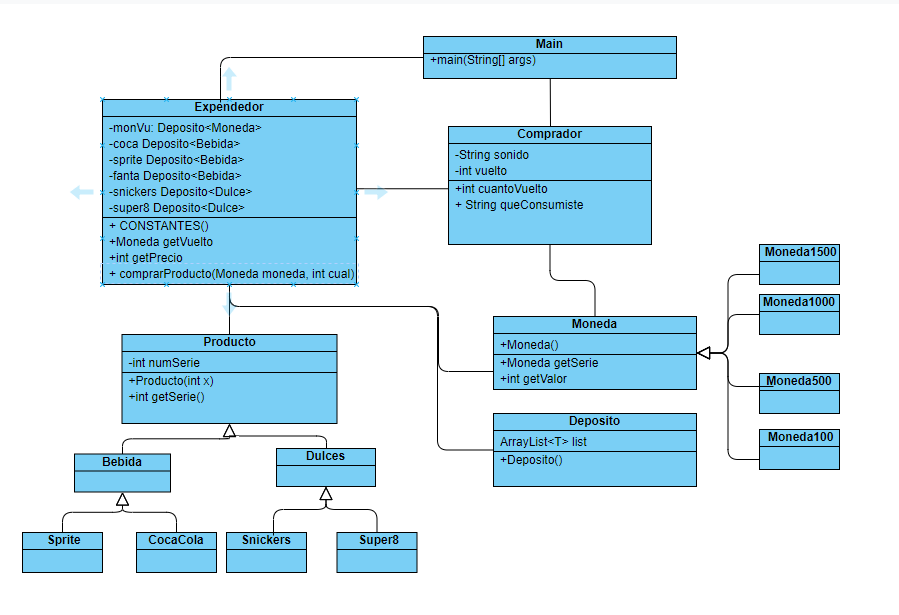 Main
+main(String[] args)
Expendedor
-monVu: Deposito<Moneda>
-coca Deposito<Bebida>
-sprite Deposito<Bebida>
-fanta Deposito<Bebida>
-snickers Deposito<Dulce>
-super8 Deposito<Dulce>
+ CONSTANTES()
+Moneda getVuelto
+int getPrecio
+ comprarProducto(Moneda moneda, int cual)
Comprador
-String sonido
-int vuelto
+int cuantoVuelto
+ String queConsumiste
Moneda1500
Moneda1000
Moneda500
Moneda100
Moneda
+Moneda()
+Moneda getSerie
+int getValor
Producto
-int numSerie
+Producto(int x)
+int getSerie()
Deposito
ArrayList<T> list
+Deposito()
Bebida
Dulces
Sprite
CocaCola
Snickers
Super8